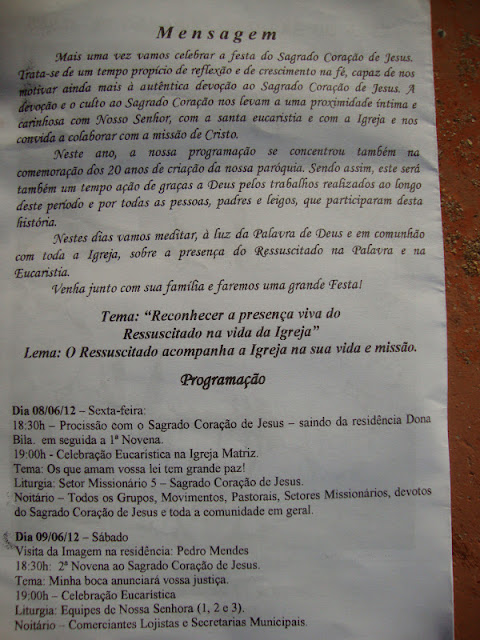 Mensagem
Mais uma vez vamos celebrar a festa do Sagrado Coração de Jesus.
Trata-se de um tempo propício de reflexão e de crescimento na fé, capaz de nos
motivar ainda mais à autêntica devoção ao Sagrado Coração de Jesus. A
devoção e o culto ao Sagrado Coração nos levam a uma proximidade íntima e
carinhosa com Nosso Senhor, com a santa eucaristia e com a Igreja e nos
convida a colaborar com a missão de Cristo.
Neste ano, a nossa programação se concentrou também na
comemoração dos 20 anos de criação da nossa paróquia. Sendo assim, este será
também um tempo ação de graças a Deus pelos trabalhos realizados ao longo
deste período e por todas as pessoas, padres e leigos, que participaram desta
história.
Nestes dias vamos meditar, à luz da Palavra de Deus e em comunhão
com toda a Igreja, sobre a presença do Ressuscitado na Palavra e na
Eucaristia.
Venha junto com sua família e faremos uma grande Festa!
Tema: “Reconhecer a presença viva do
Ressuscitado na vida da Igreja”
Lema: O Ressuscitado acompanha a Igreja na sua vida e missão.
Programação
Dia 08/06/12 – Sexta-feira:
18:30h – Procissão com o Sagrado Coração de Jesus – saindo da residência Dona
Bila. em seguida a 1ª Novena.
19:00h - Celebração Eucarística na Igreja Matriz.
Tema: Os que amam vossa lei tem grande paz!
Liturgia: Setor Missionário 5 – Sagrado Coração de Jesus.
Noitário – Todos os Grupos, Movimentos, Pastorais, Setores Missionários, devotos
do Sagrado Coração de Jesus e toda a comunidade em geral.
Dia 09/06/12 – Sábado
Visita da Imagem na residência: Pedro Mendes
18:30h: 2ª Novena ao Sagrado Coração de Jesus.
Tema: Minha boca anunciará vossa justiça.
19:00h – Celebração Eucarística
Liturgia: Equipes de Nossa Senhora (1, 2 e 3).
Noitário – Comerciantes Lojistas e Secretarias Municipais.